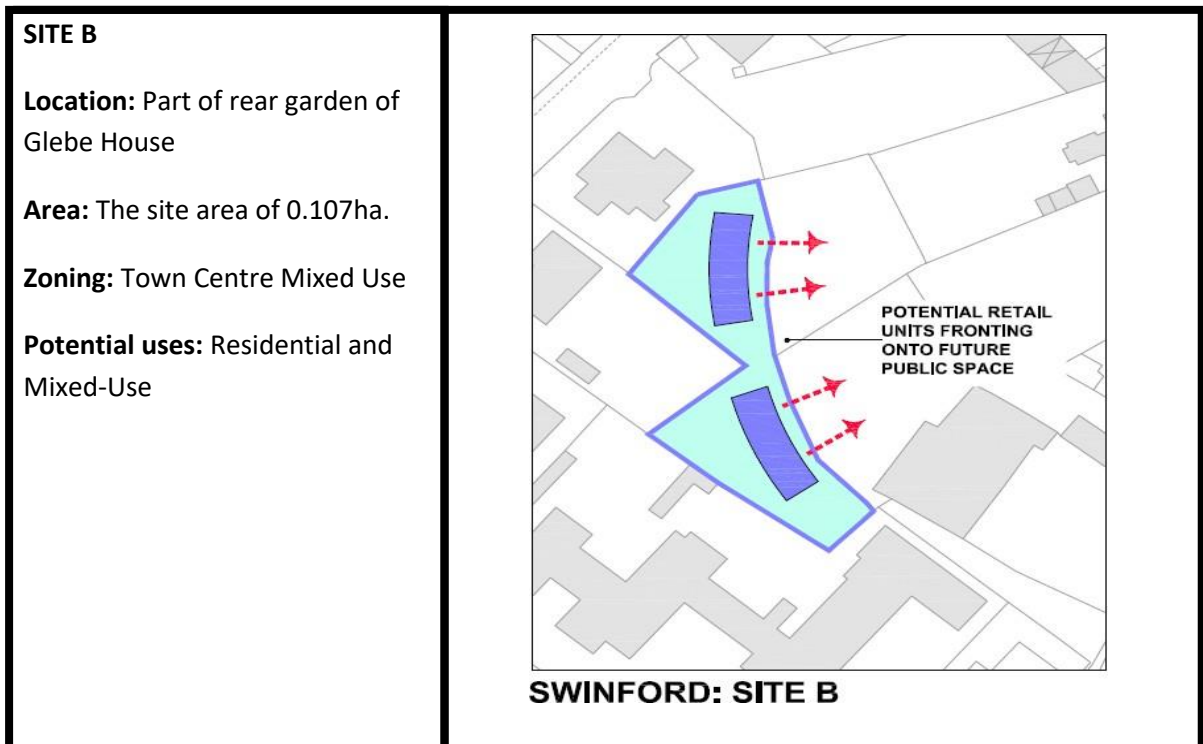 SITE B
Location: Part of rear garden of
Glebe House
Area: The site area of 0.107ha.
Zoning: Town Centre Mixed Use
Potential uses: Residential and
Mixed-Use
POTENTIAL RETAIL
UNITS FRONTING
ONTO FUTURE
PUBLIC SPACE
SWINFORD: SITE B